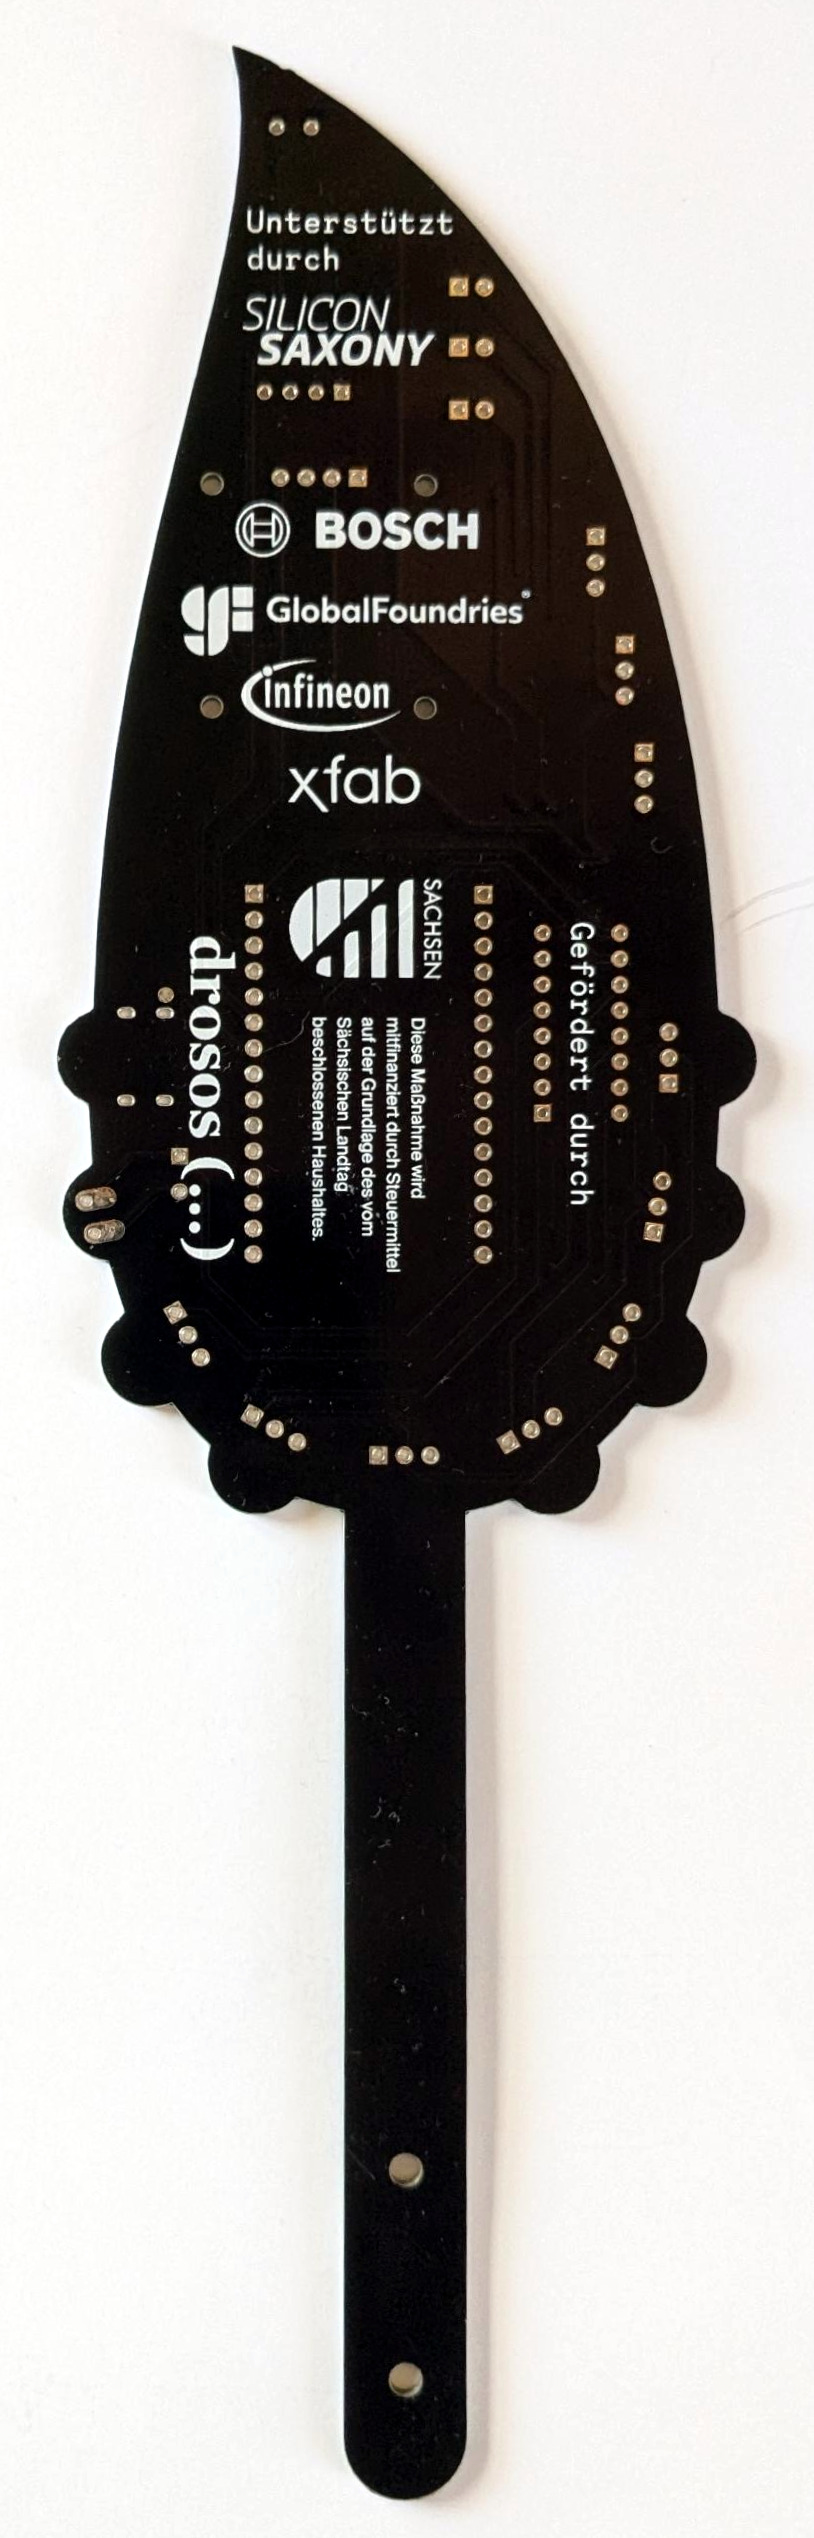 Unterstützt
durch
SILICON
SAXONY
BOSCH
GlobalFoundries®
infineon
xfab
SACHSEN
Gefördert durch
Diese Maßnahme wird
mitfinanziert durch Steuermittel
auf der Grundlage des vom
Sächsischen Landtag
beschlossenen Haushaltes.
drosos (...)